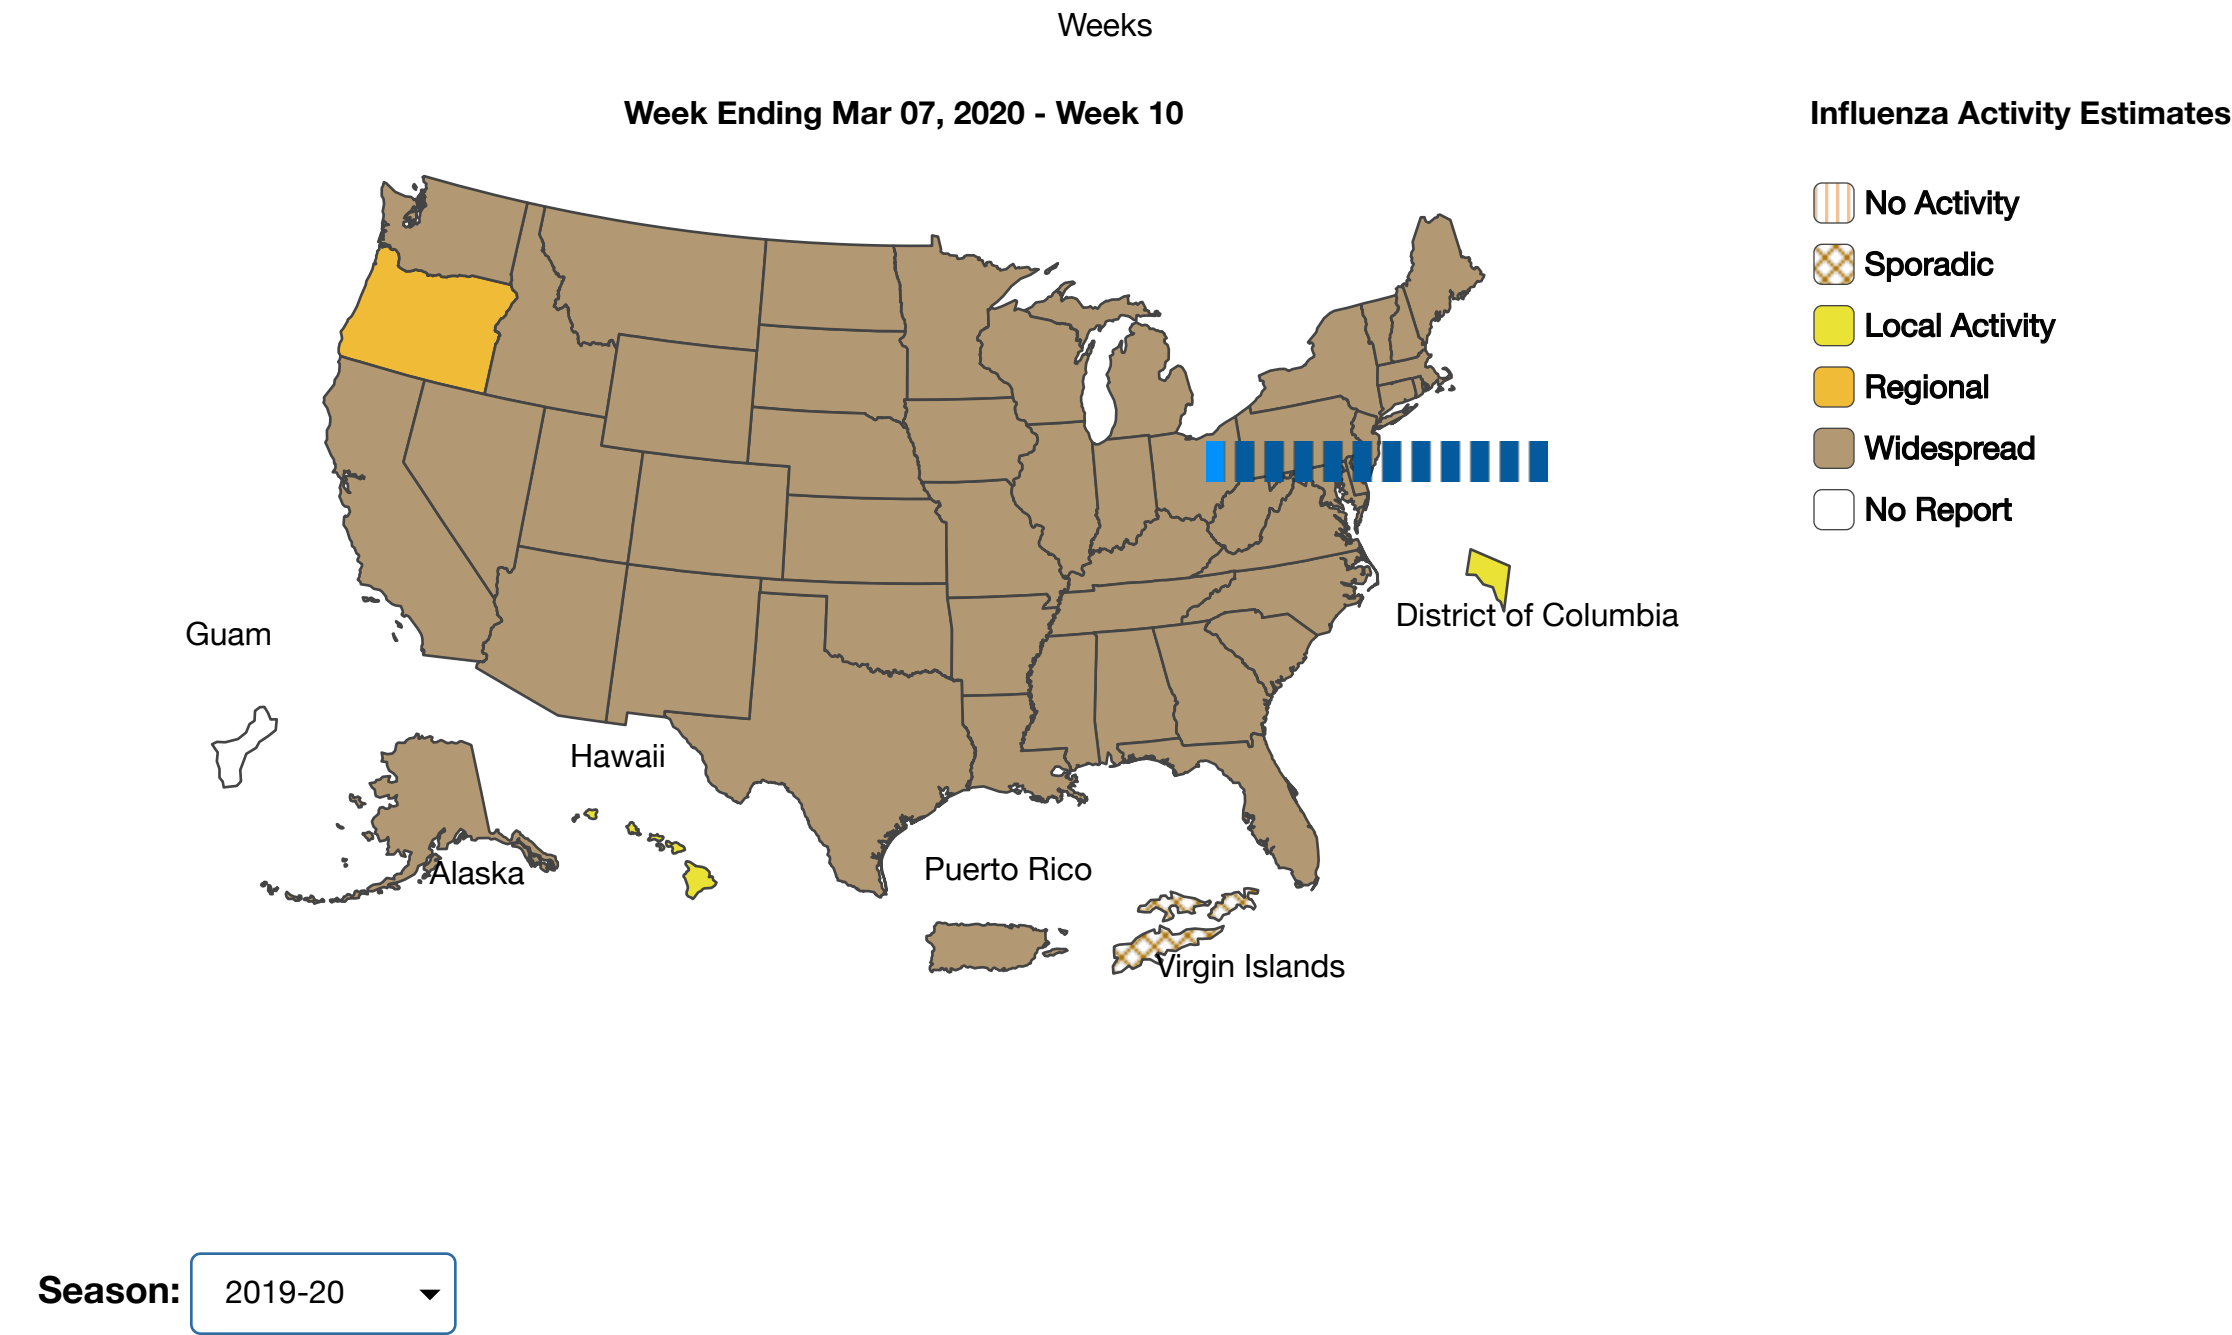 Weeks
Week Ending Mar 07, 2020 - Week 10
Influenza Activity Estimates
No Activity
Sporadic
Local Activity
Regional
Widespread
No Report
District of Columbia
Guam
Hawaii
Alaska
Puerto Rico
Virgin Islands
Season: 2019-20